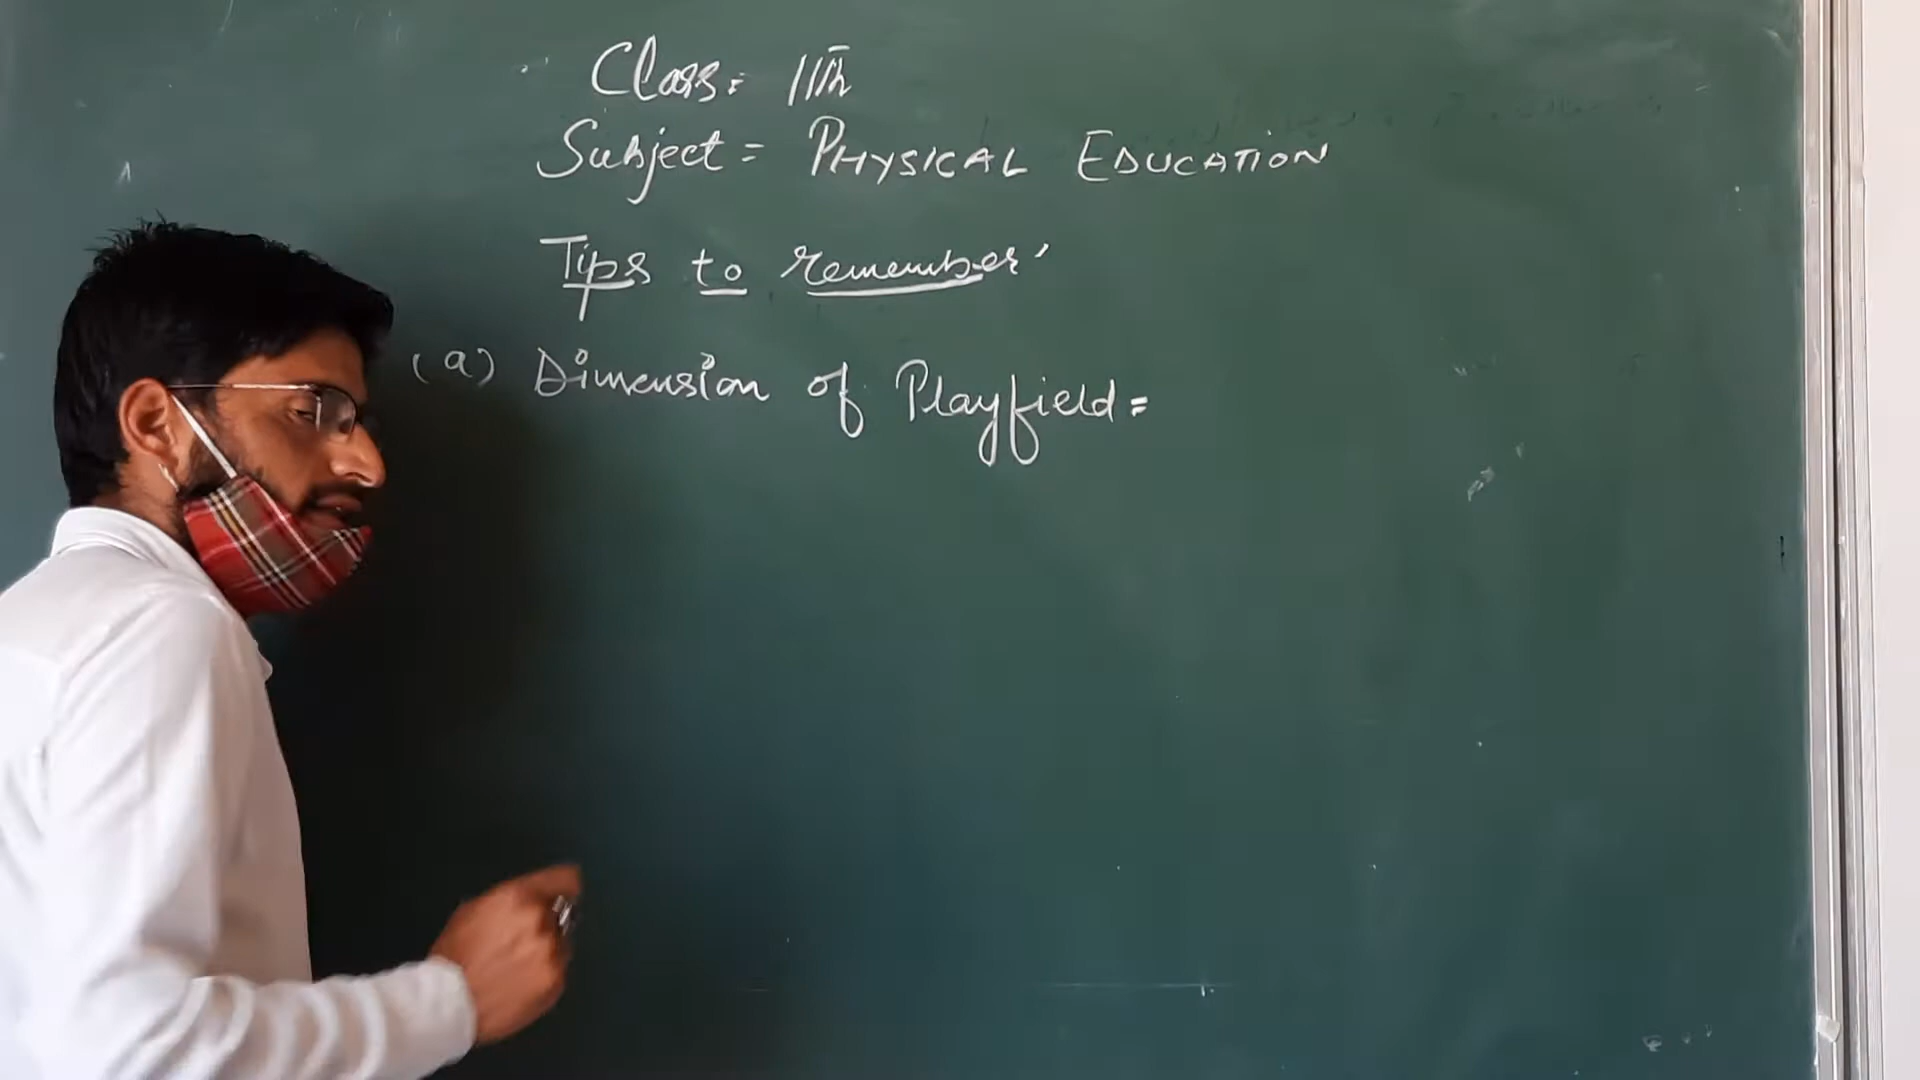 Class = 11th
Subject = PHYSICAL EDUCATION
Tips to remember
(a) Dimension of Playfield =